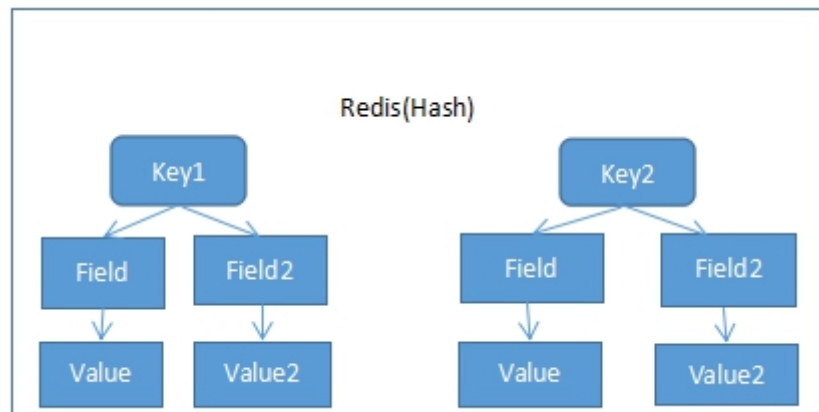 Redis(Hash)
Key1 Key2
Field Field2 Field Field2
Value Value2 Value Value2